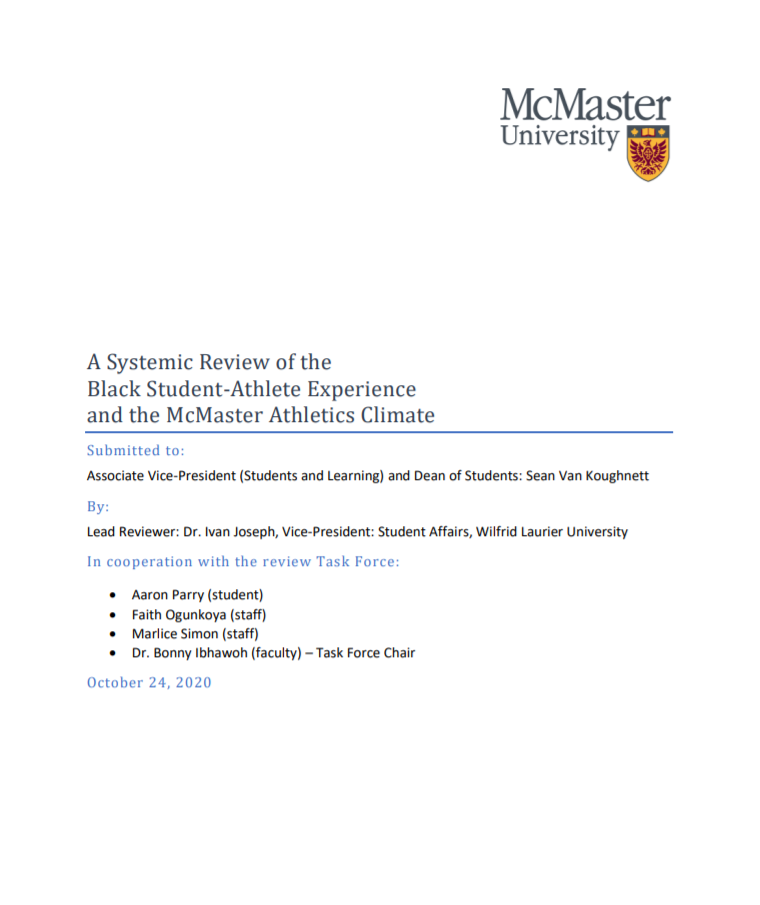 McMaster
University
A Systemic Review of the
Black Student-Athlete Experience
and the McMaster Athletics Climate
Submitted to:
Associate Vice-President (Students and Learning) and Dean of Students: Sean Van Koughnett
By:
Lead Reviewer: Dr. Ivan Joseph, Vice-President: Student Affairs, Wilfrid Laurier University
In cooperation with the review Task Force:
• Aaron Parry (student)
• Faith Ogunkoya (staff)
• Marlice Simon (staff)
• Dr. Bonny Ibhawoh (faculty) – Task Force Chair
October 24, 2020